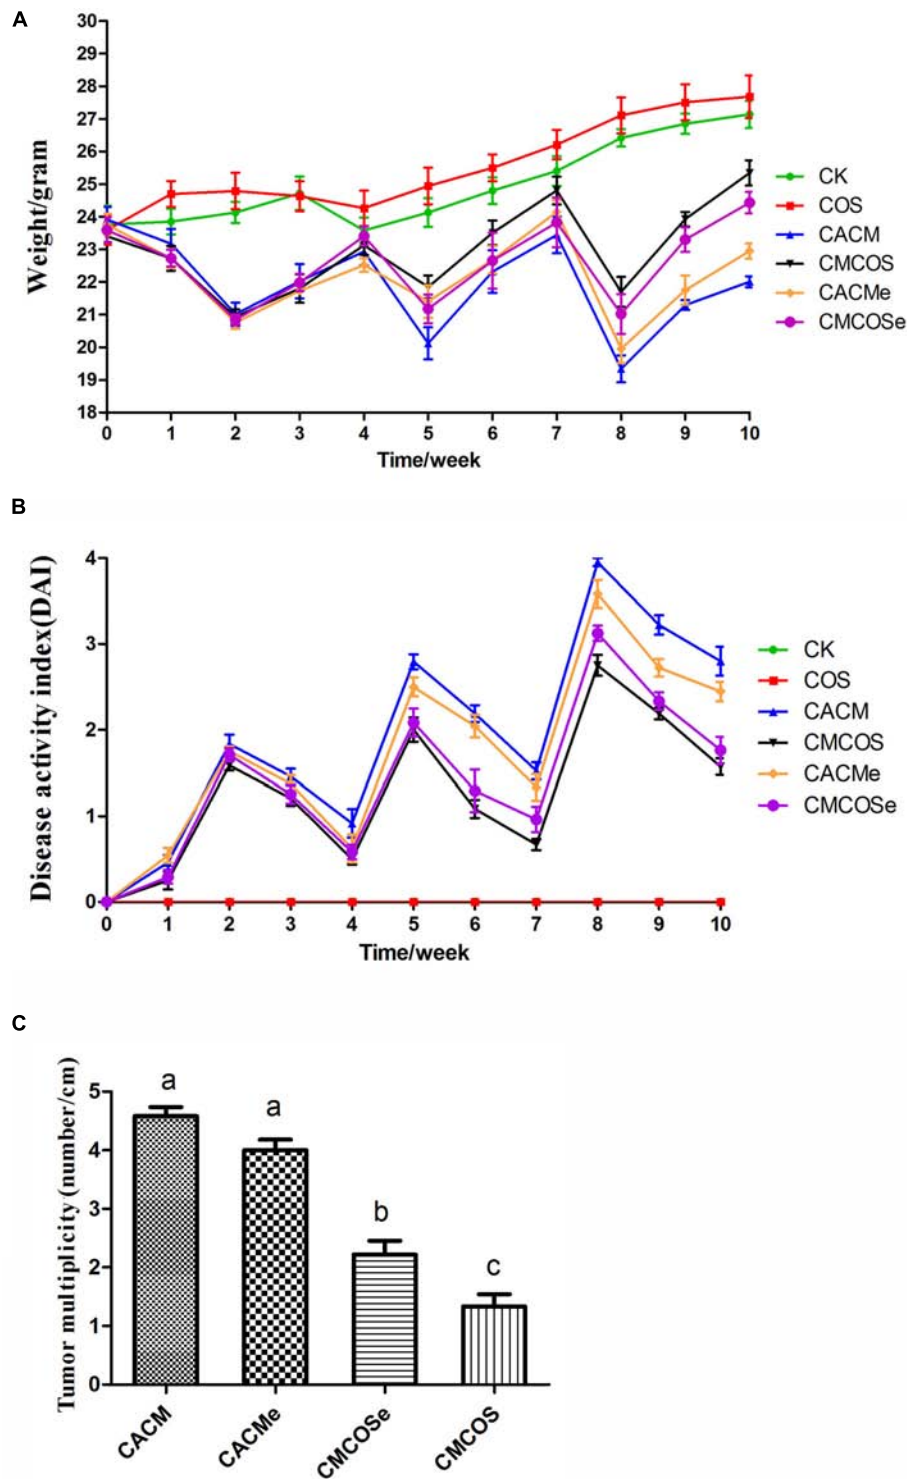 A
Weight/gram
30
29
28
27
26
25
24
23
22
21
20
19
18
0 1 2 3 4 5 6 7 8 9 10
Time/week
CK
COS
CACM
CMCOS
CACMe
CMCOSe
B
Disease activity index(DAI)
4
3
2
1
0
0 1 2 3 4 5 6 7 8 9 10
Time/week
CK
COS
CACM
CMCOS
CACMe
CMCOSe
C
Tumor multiplicity (number/cm)
5
4
3
2
1
0
a
a
b
c
CACM
CACMe
CMCOSe
CMCOS